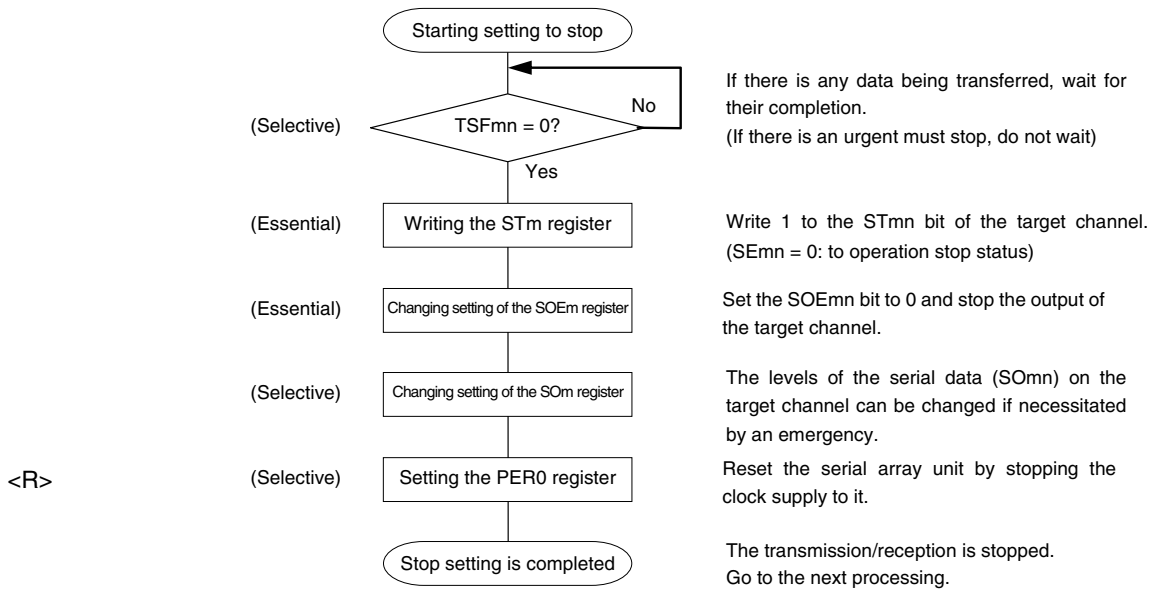 Starting setting to stop
No
(Selective)
TSFmn = 0?
If there is any data being transferred, wait for
their completion.
(If there is an urgent must stop, do not wait)
Yes
(Essential)
Writing the STm register
Write 1 to the STmn bit of the target channel.
(SEmn = 0: to operation stop status)
(Essential)
Changing setting of the SOEm register
Set the SOEmn bit to 0 and stop the output of
the target channel.
(Selective)
Changing setting of the SOm register
The levels of the serial data (SOmn) on the
target channel can be changed if necessitated
by an emergency.
<R>
(Selective)
Setting the PER0 register
Reset the serial array unit by stopping the
clock supply to it.
Stop setting is completed
The transmission/reception is stopped.
Go to the next processing.